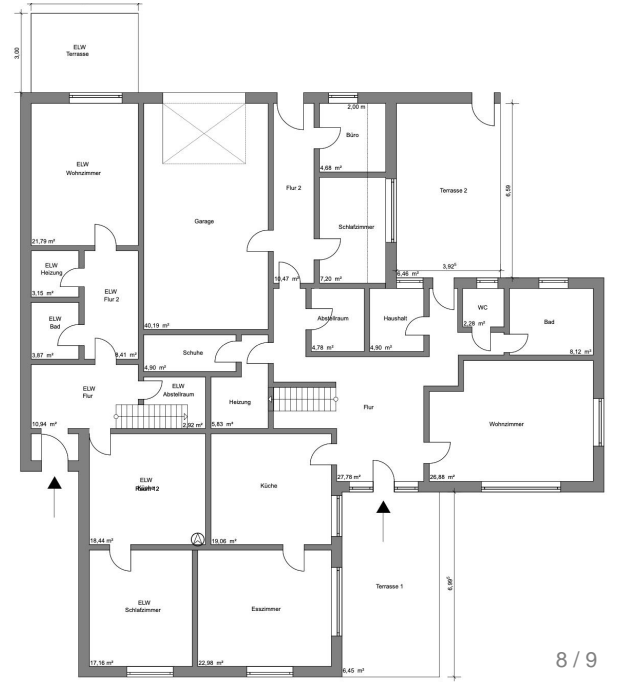 3,00
ELW
Terrasse
ELW
Wohnzimmer
21,79 m²
Garage
40,19 m²
Flur 2
10,47 m²
2,00 m
Büro
4,68 m²
Schlafzimmer
7,20 m²
Terrasse 2
6,59
3,92⁵
6,46 m²
ELW
Heizung
3,15 m²
ELW
Flur 2
8,41 m²
ELW
Bad
3,87 m²
Schuhe
4,90 m²
Abstellraum
4,78 m²
Haushalt
4,90 m²
WC
2,28 m²
Bad
8,12 m²
ELW
Flur
10,94 m²
ELW
Abstellraum
2,92 m²
Heizung
5,83 m²
Flur
27,78 m²
Wohnzimmer
26,88 m²
ELW
18,44 m²
Küche
19,06 m²
ELW
Schlafzimmer
17,16 m²
Esszimmer
22,98 m²
Terrasse 1
6,45 m²
8 / 9